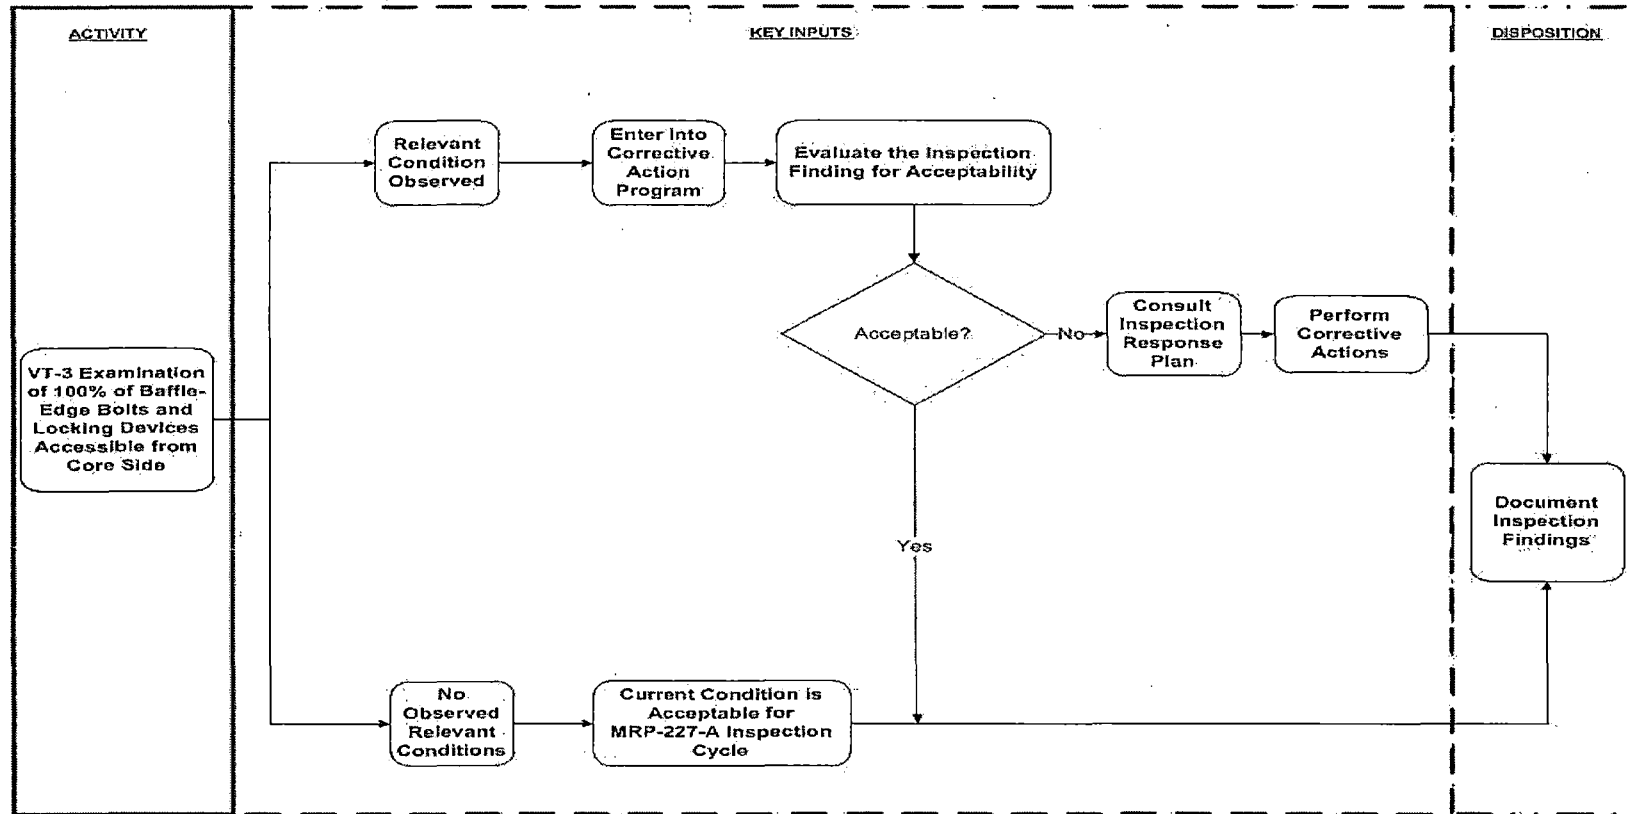 ACTIVITY
KEY INPUTS
DISPOSITION
Relevant
Condition
Observed
Enter Into
Corrective
Action
Program
Evaluate the Inspection
Finding for Acceptability
Acceptable?
No
Consult
Inspection
Response
Plan
Perform
Corrective
Actions
VT-3 Examination
of 100% of Baffle-
Edge Bolts and
Locking Devices
Accessible from
Core Side
Document
Inspection
Findings
Yes
No
Observed
Relevant
Conditions
Current Condition is
Acceptable for
MRP-227-A Inspection
Cycle